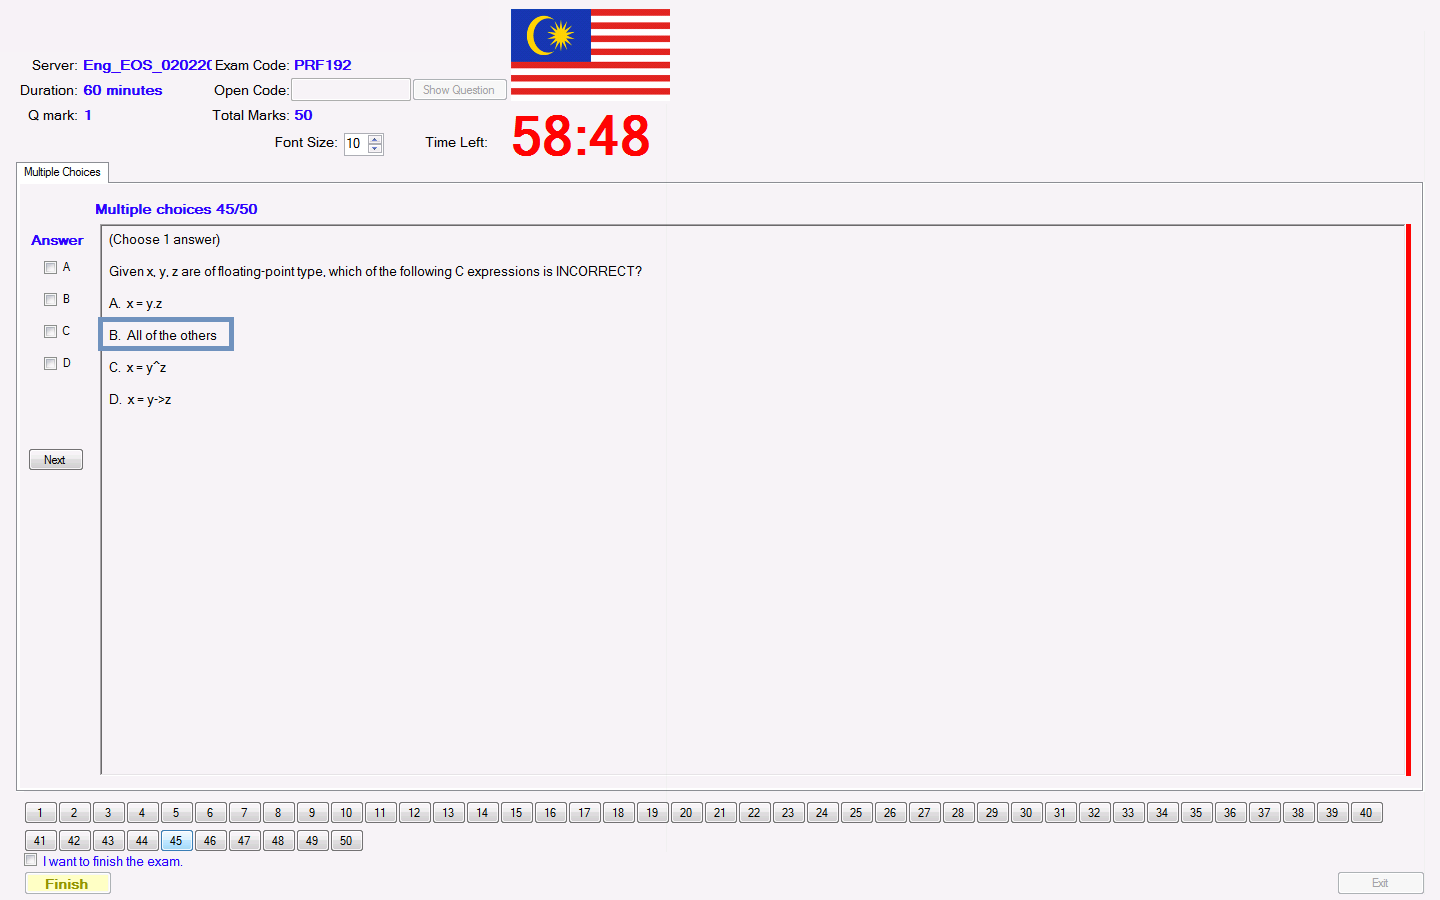 Server: Eng_EOS_020220 Exam Code: PRF192
Duration: 60 minutes Open Code: Show Question
Q mark: 1 Total Marks: 50
Font Size: 10 Time Left: 58:48
Multiple Choices
Multiple choices 45/50
Answer
(Choose 1 answer)
A
Given x, y, z are of floating-point type, which of the following C expressions is INCORRECT?
B
A. x = y.z
C
B. All of the others
D
C. x = y^z
D. x = y->z
Next
1 2 3 4 5 6 7 8 9 10 11 12 13 14 15 16 17 18 19 20 21 22 23 24 25 26 27 28 29 30 31 32 33 34 35 36 37 38 39 40
41 42 43 44 45 46 47 48 49 50
I want to finish the exam.
Finish Exit